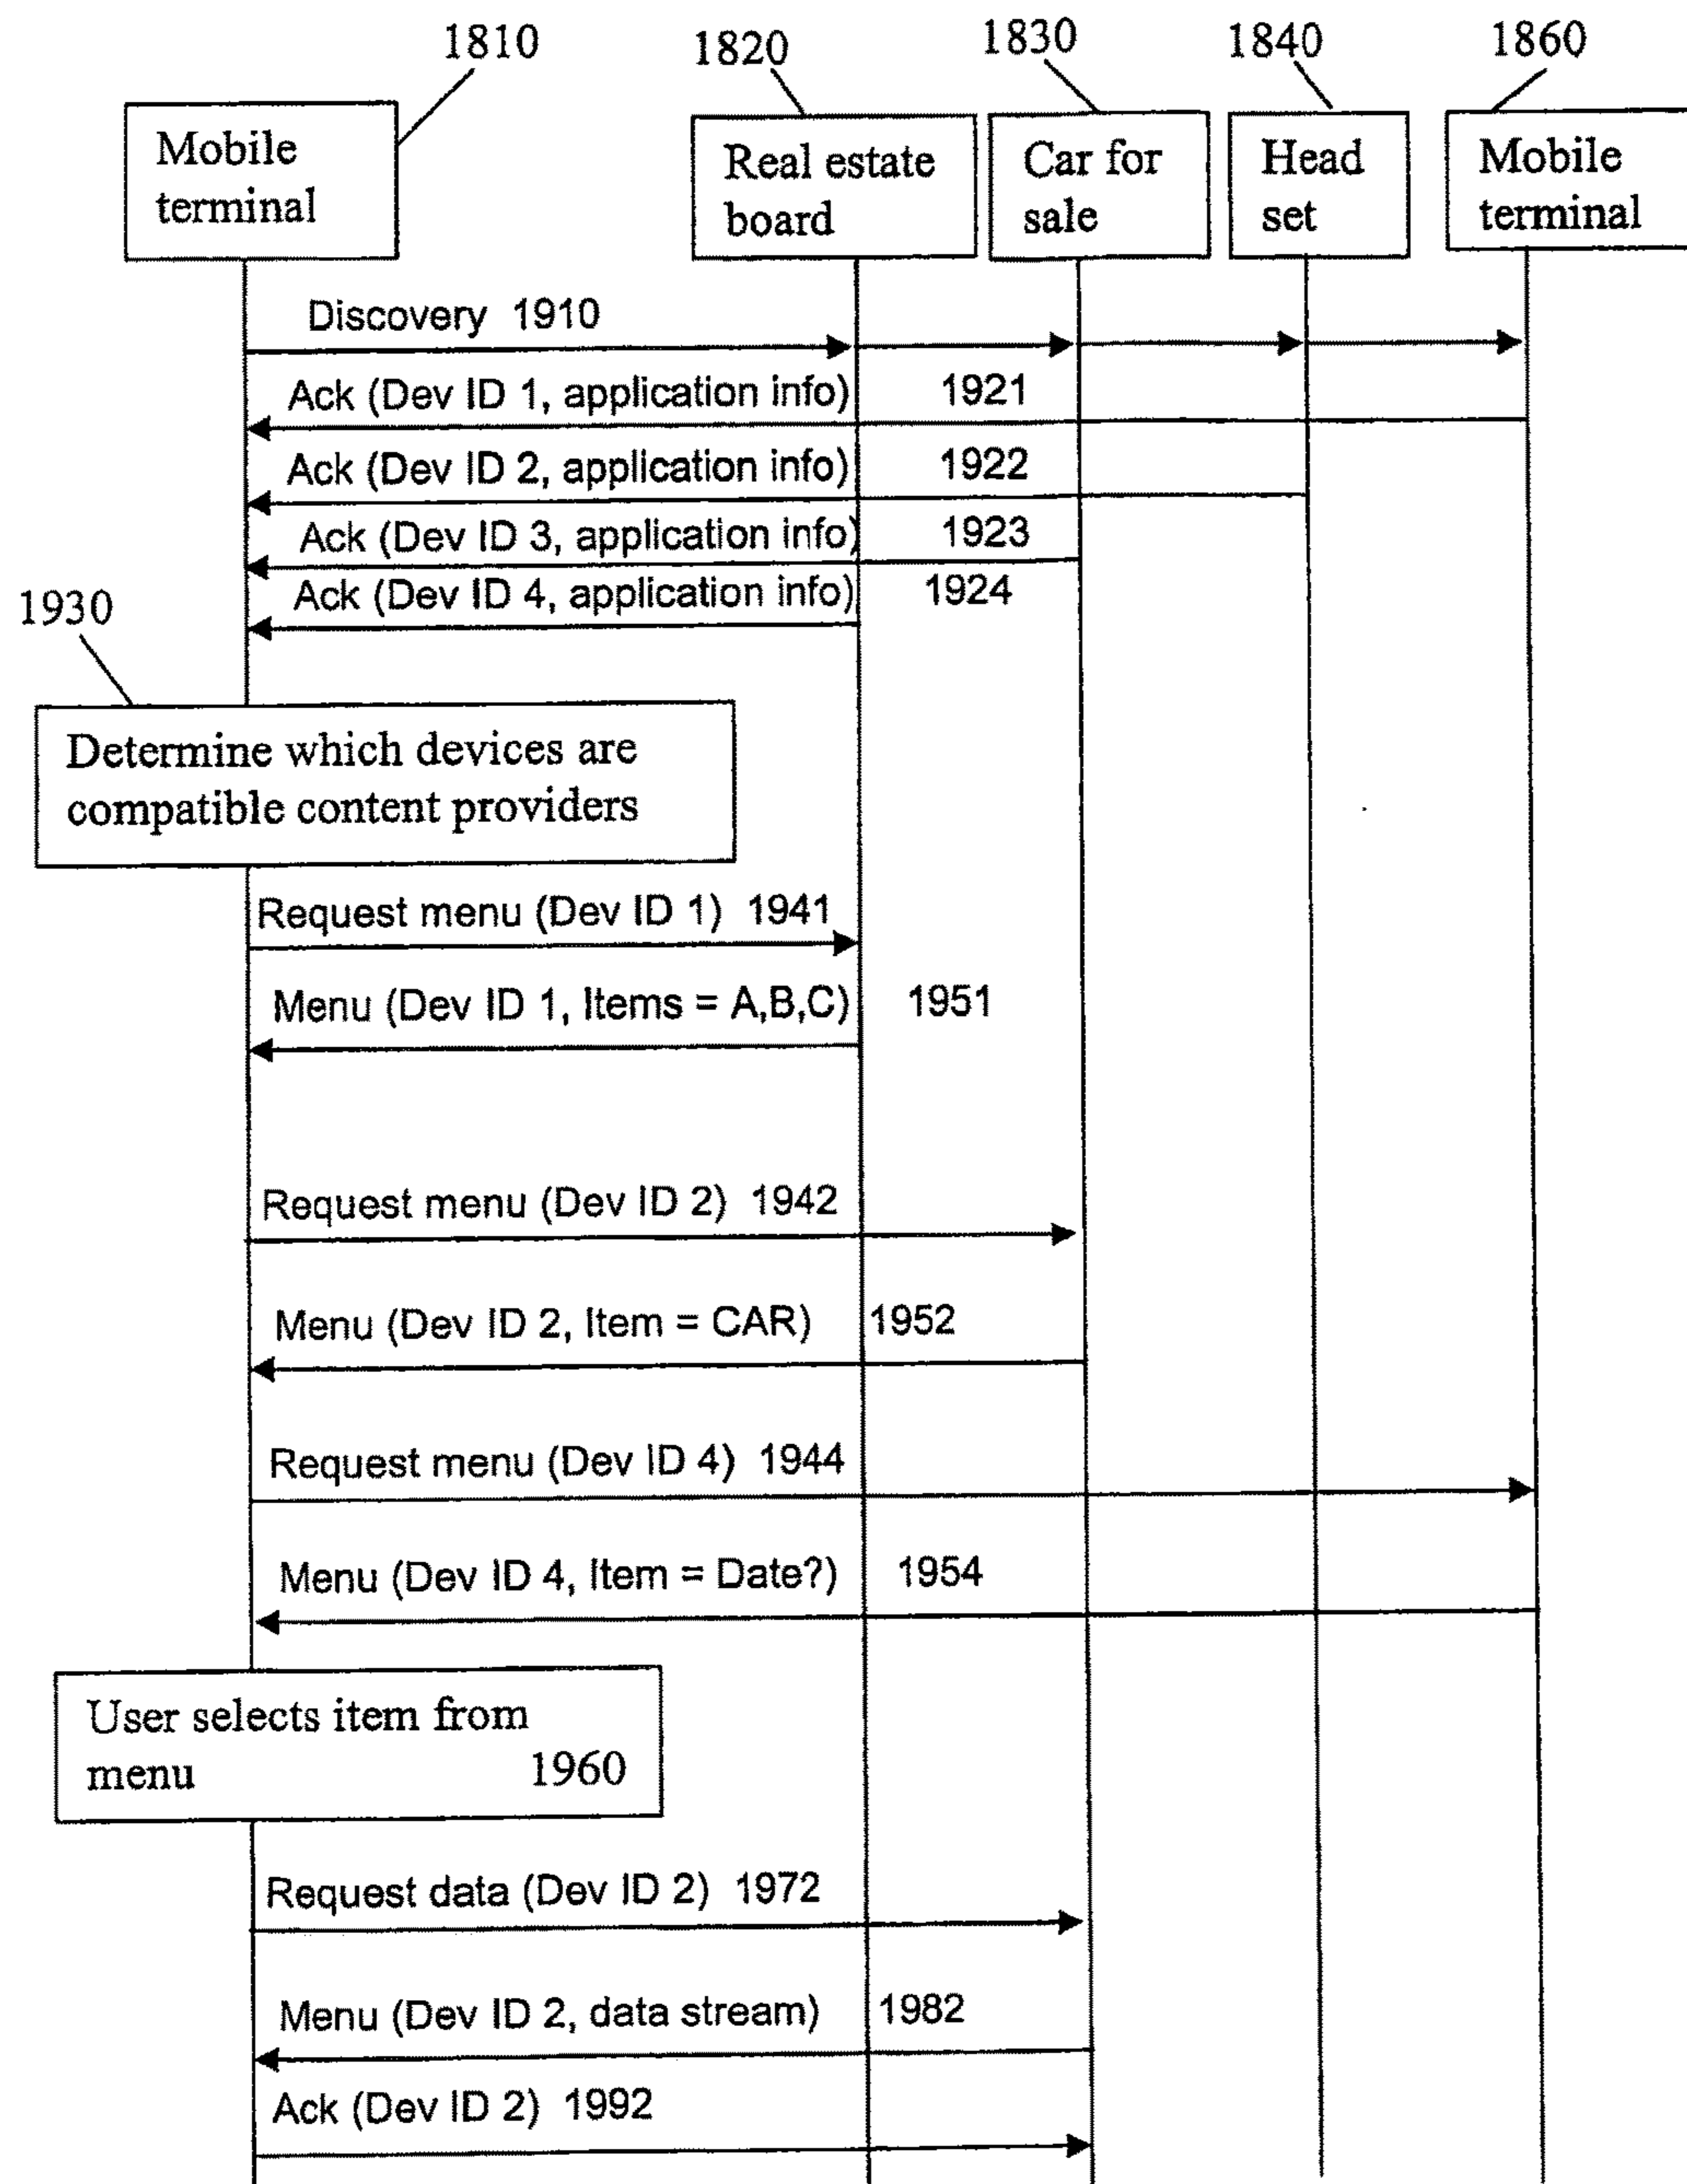 1810
1820
1830
1840
1860
Mobile
terminal
Real estate
board
Car for
sale
Head
set
Mobile
terminal
Discovery 1910
Ack (Dev ID 1, application info) 1921
Ack (Dev ID 2, application info) 1922
Ack (Dev ID 3, application info) 1923
Ack (Dev ID 4, application info) 1924
1930
Determine which devices are
compatible content providers
Request menu (Dev ID 1) 1941
Menu (Dev ID 1, Items = A,B,C) 1951
Request menu (Dev ID 2) 1942
Menu (Dev ID 2, Item = CAR) 1952
Request menu (Dev ID 4) 1944
Menu (Dev ID 4, Item = Date?) 1954
User selects item from
menu 1960
Request data (Dev ID 2) 1972
Menu (Dev ID 2, data stream) 1982
Ack (Dev ID 2) 1992